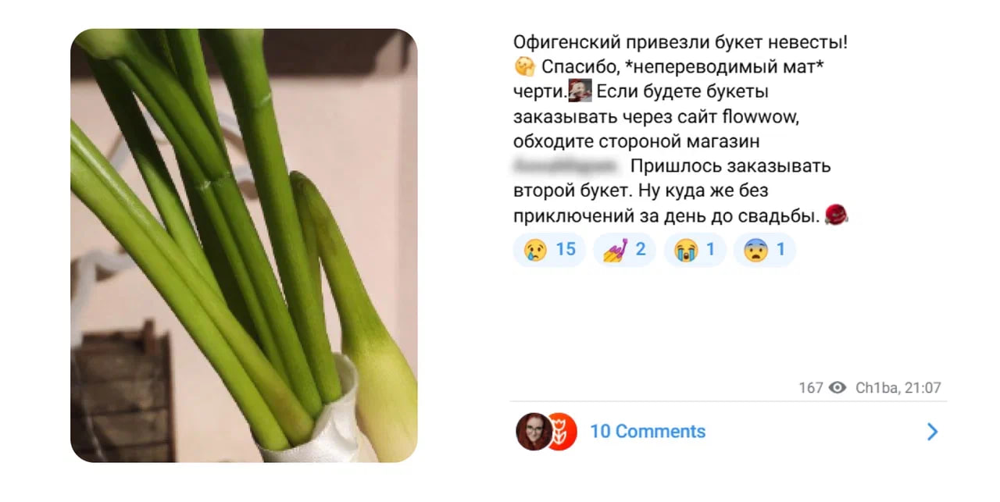 Офигенский привезли букет невесты!
🫣 Спасибо, *непереводимый мат*
черти. Если будете букеты
заказывать через сайт flowwow,
обходите стороной магазин
Пришлось заказывать
второй букет. Ну куда же без
приключений за день до свадьбы.
😢 15 💅 2 😭 1 😨 1
167 Ch1ba, 21:07
10 Comments